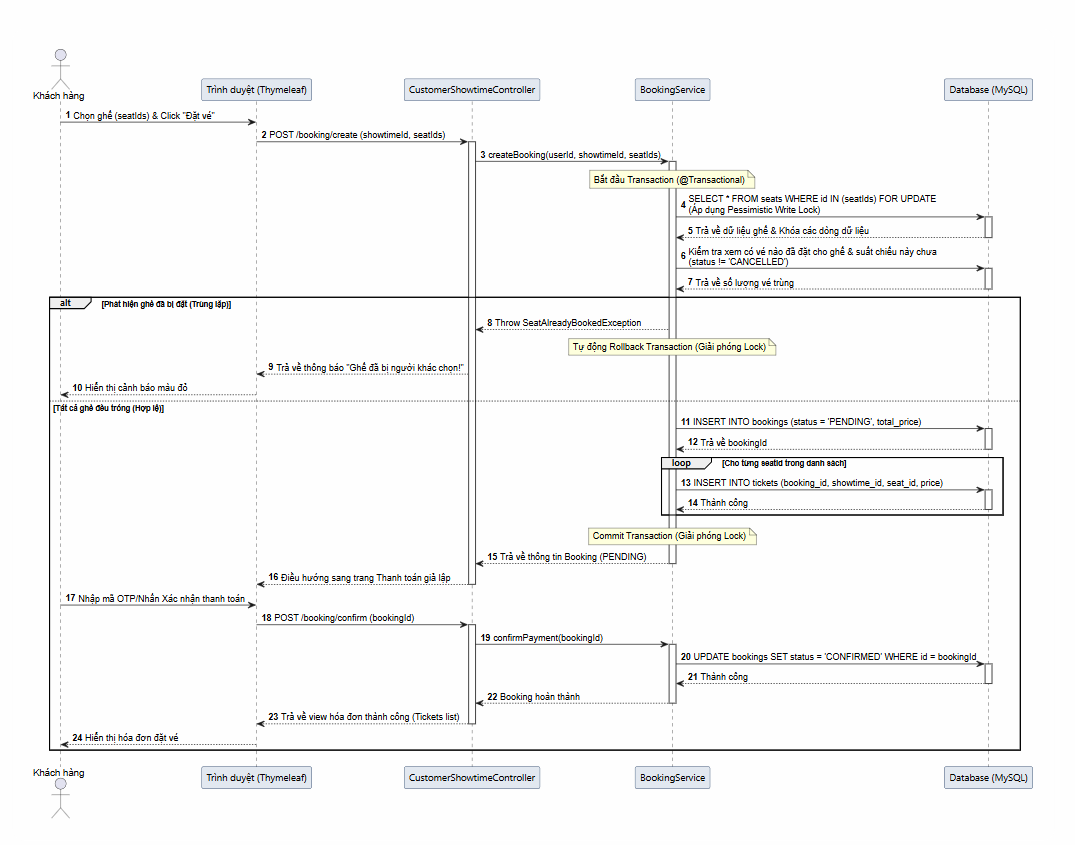 Khách hàng
Trình duyệt (Thymeleaf)
CustomerShowtimeController
BookingService
Database (MySQL)
1 Chọn ghế (seatIds) & Click "Đặt vé"
2 POST /booking/create (showtimeId, seatIds)
3 createBooking(userId, showtimeId, seatIds)
Bắt đầu Transaction (@Transactional)
4 SELECT * FROM seats WHERE id IN (seatIds) FOR UPDATE
(Áp dụng Pessimistic Write Lock)
5 Trả về dữ liệu ghế & Khóa các dòng dữ liệu
6 Kiểm tra xem có vé nào đã đặt cho ghế & suất chiếu này chưa
(status != 'CANCELLED')
7 Trả về số lượng vé trùng
alt [Phát hiện ghế đã bị đặt (Trùng lặp)]
8 Throw SeatAlreadyBookedException
Tự động Rollback Transaction (Giải phóng Lock)
9 Trả về thông báo "Ghế đã bị người khác chọn!"
10 Hiển thị cảnh báo màu đỏ
[Tất cả ghế đều trống (Hợp lệ)]
11 INSERT INTO bookings (status = 'PENDING', total_price)
12 Trả về bookingId
loop [Cho từng seatId trong danh sách]
13 INSERT INTO tickets (booking_id, showtime_id, seat_id, price)
14 Thành công
Commit Transaction (Giải phóng Lock)
15 Trả về thông tin Booking (PENDING)
16 Điều hướng sang trang Thanh toán giả lập
17 Nhập mã OTP/Nhấn Xác nhận thanh toán
18 POST /booking/confirm (bookingId)
19 confirmPayment(bookingId)
20 UPDATE bookings SET status = 'CONFIRMED' WHERE id = bookingId
21 Thành công
22 Booking hoàn thành
23 Trả về view hóa đơn thành công (Tickets list)
24 Hiển thị hóa đơn đặt vé
Khách hàng
Trình duyệt (Thymeleaf)
CustomerShowtimeController
BookingService
Database (MySQL)